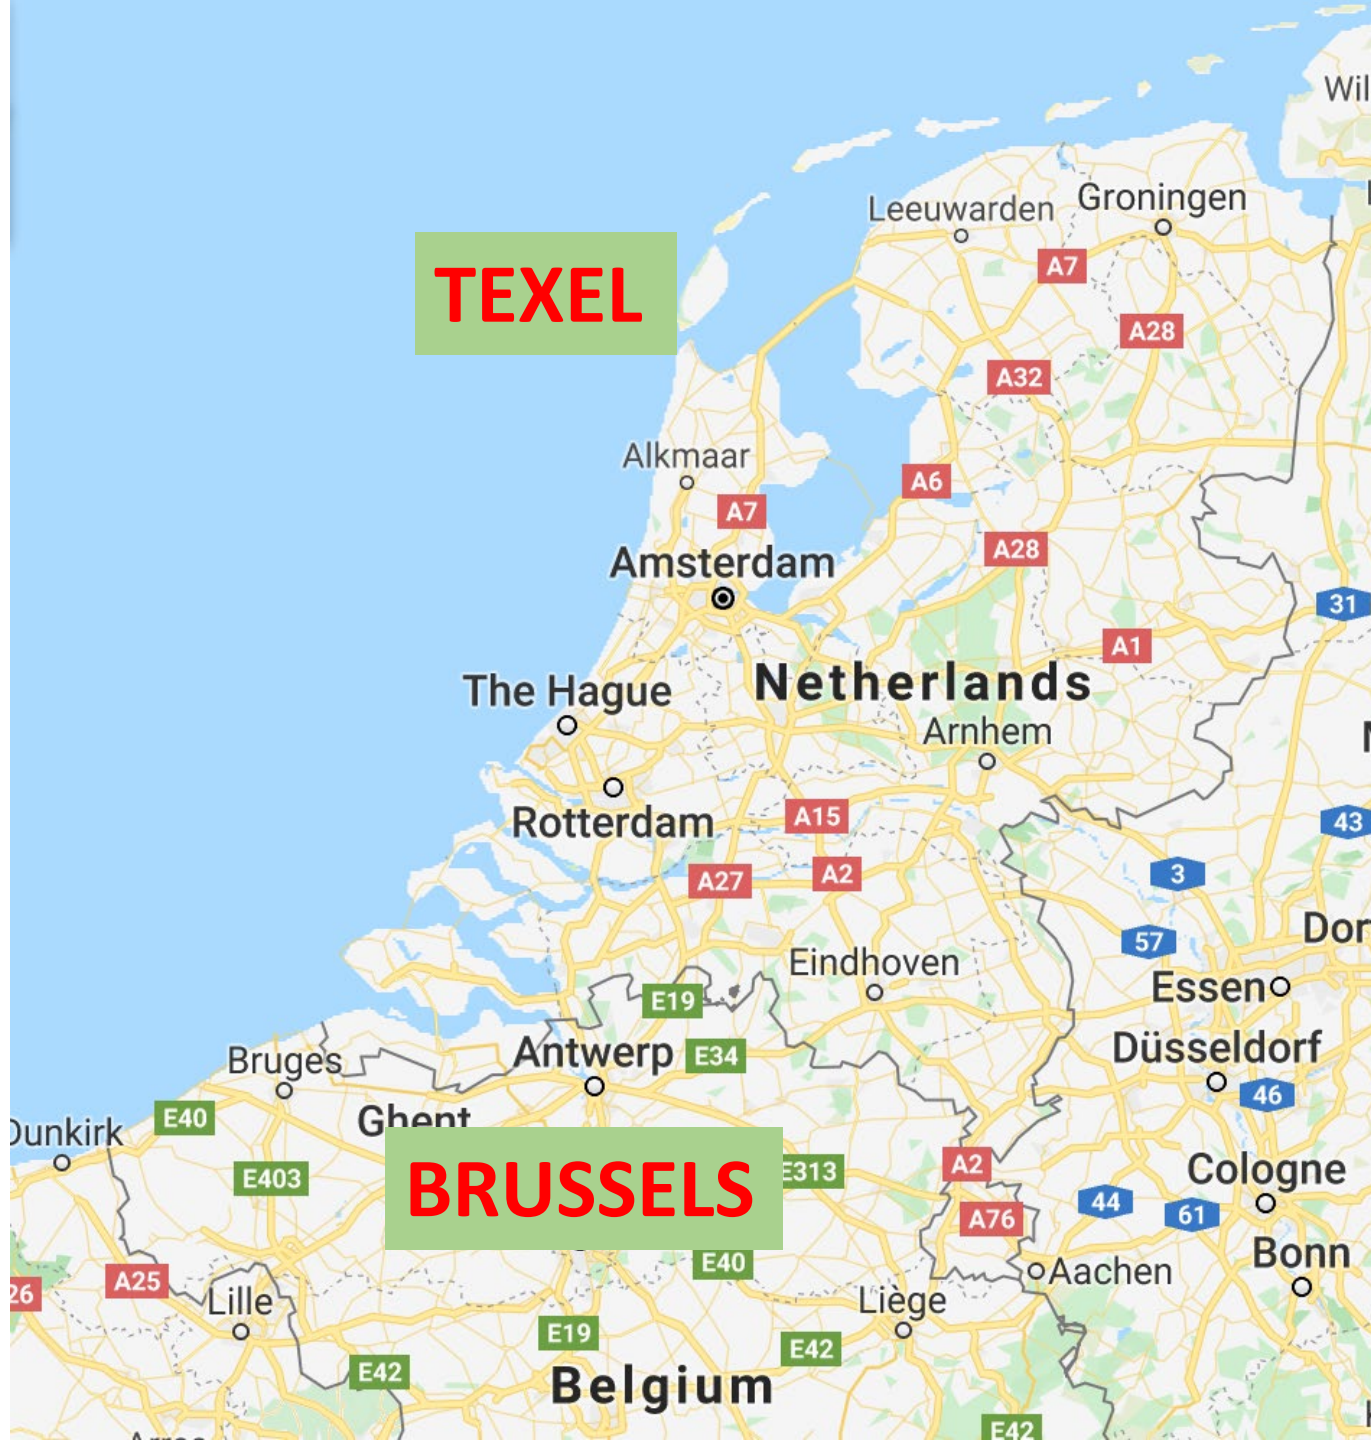 Wil
Leeuwarden
Groningen
A7
TEXEL
A28
A32
Alkmaar
A6
A7
A28
Amsterdam
31
A1
The Hague
Netherlands
Arnhem
Rotterdam
A15
43
A27
A2
3
Dor
57
Eindhoven
Essen
E19
Düsseldorf
Bruges
Antwerp
E34
46
E40
Ghent
Dunkirk
E403
BRUSSELS
E313
A2
Cologne
44
61
A76
E40
Bonn
Aachen
A25
26
Lille
Liège
E19
E42
E42
Belgium
E42